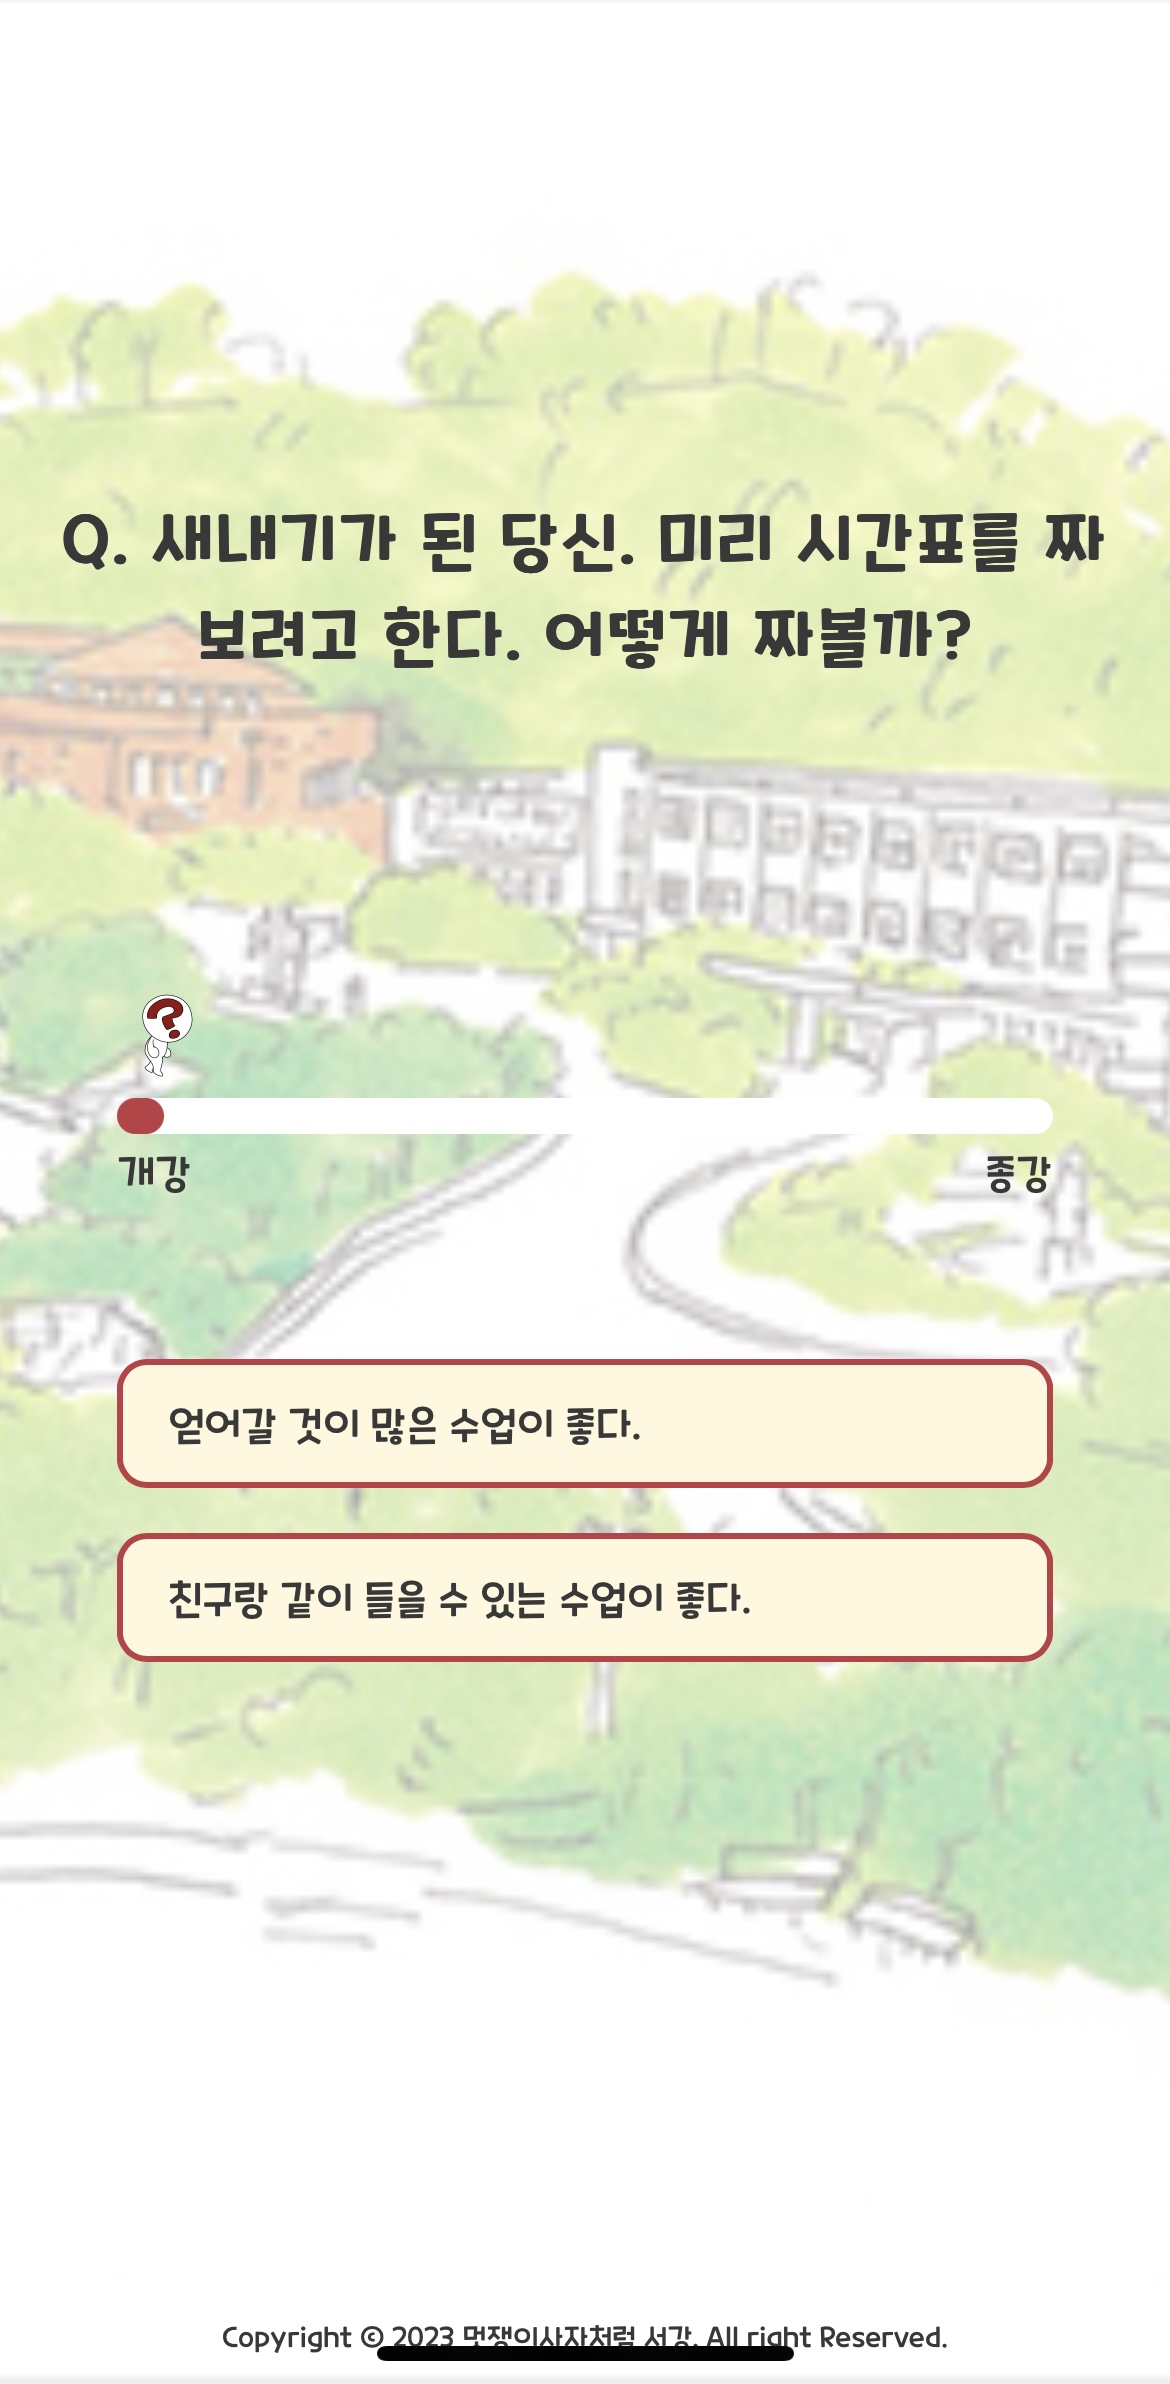 Q. 새내기가 된 당신. 미리 시간표를 짜
보려고 한다. 어떻게 짜볼까?
?
개강
종강
얻어갈 것이 많은 수업이 좋다.
친구랑 같이 들을 수 있는 수업이 좋다.
Copyright © 2023 멋쟁이사자처럼 서강. All right Reserved.